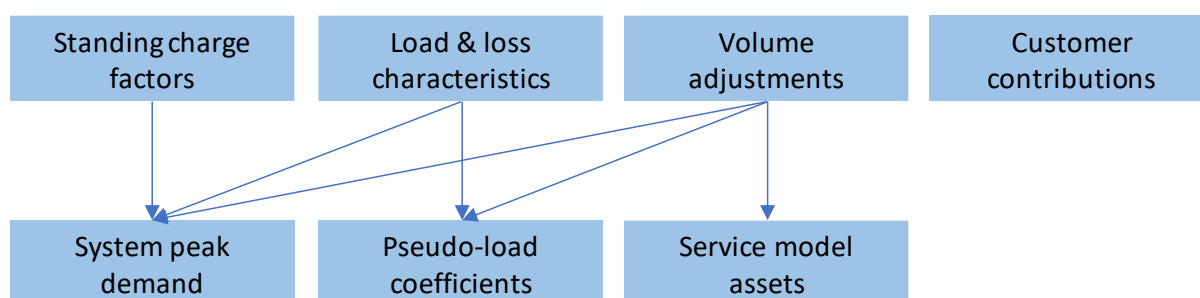 Standing charge
factors
Load & loss
characteristics
Volume
adjustments
Customer
contributions
System peak
demand
Pseudo-load
coefficients
Service model
assets